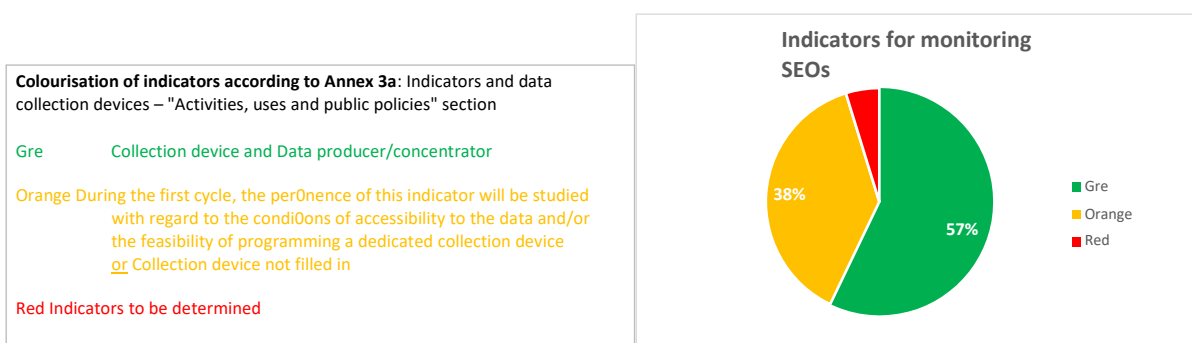 Colourisation of indicators according to Annex 3a: Indicators and data
collection devices – "Activities, uses and public policies" section
Gre Collection device and Data producer/concentrator
Orange During the first cycle, the per0nence of this indicator will be studied
with regard to the condi0ons of accessibility to the data and/or
the feasibility of programming a dedicated collection device
or Collection device not filled in
Red Indicators to be determined
Indicators for monitoring
SEOs
38%
57%
Gre
Orange
Red